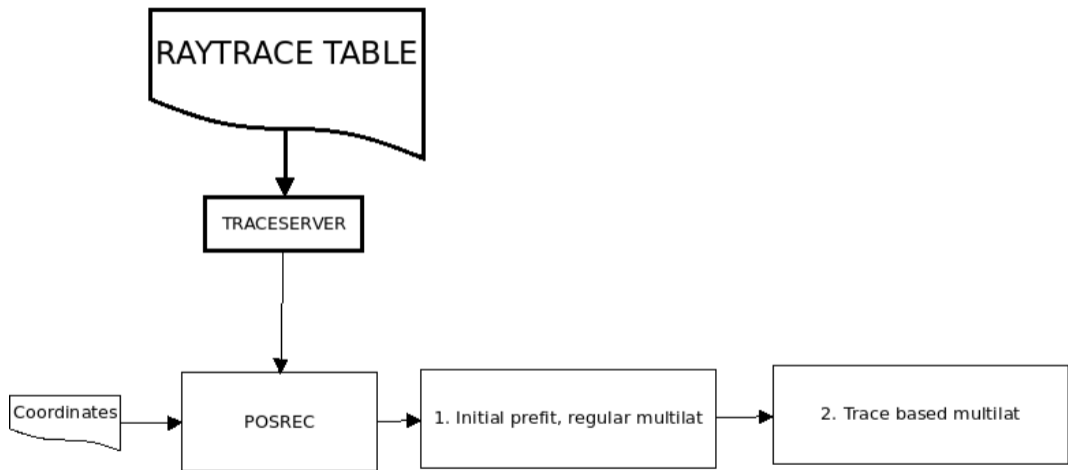 RAYTRACE TABLE
TRACESERVER
Coordinates
POSREC
1. Initial prefit, regular multilat
2. Trace based multilat